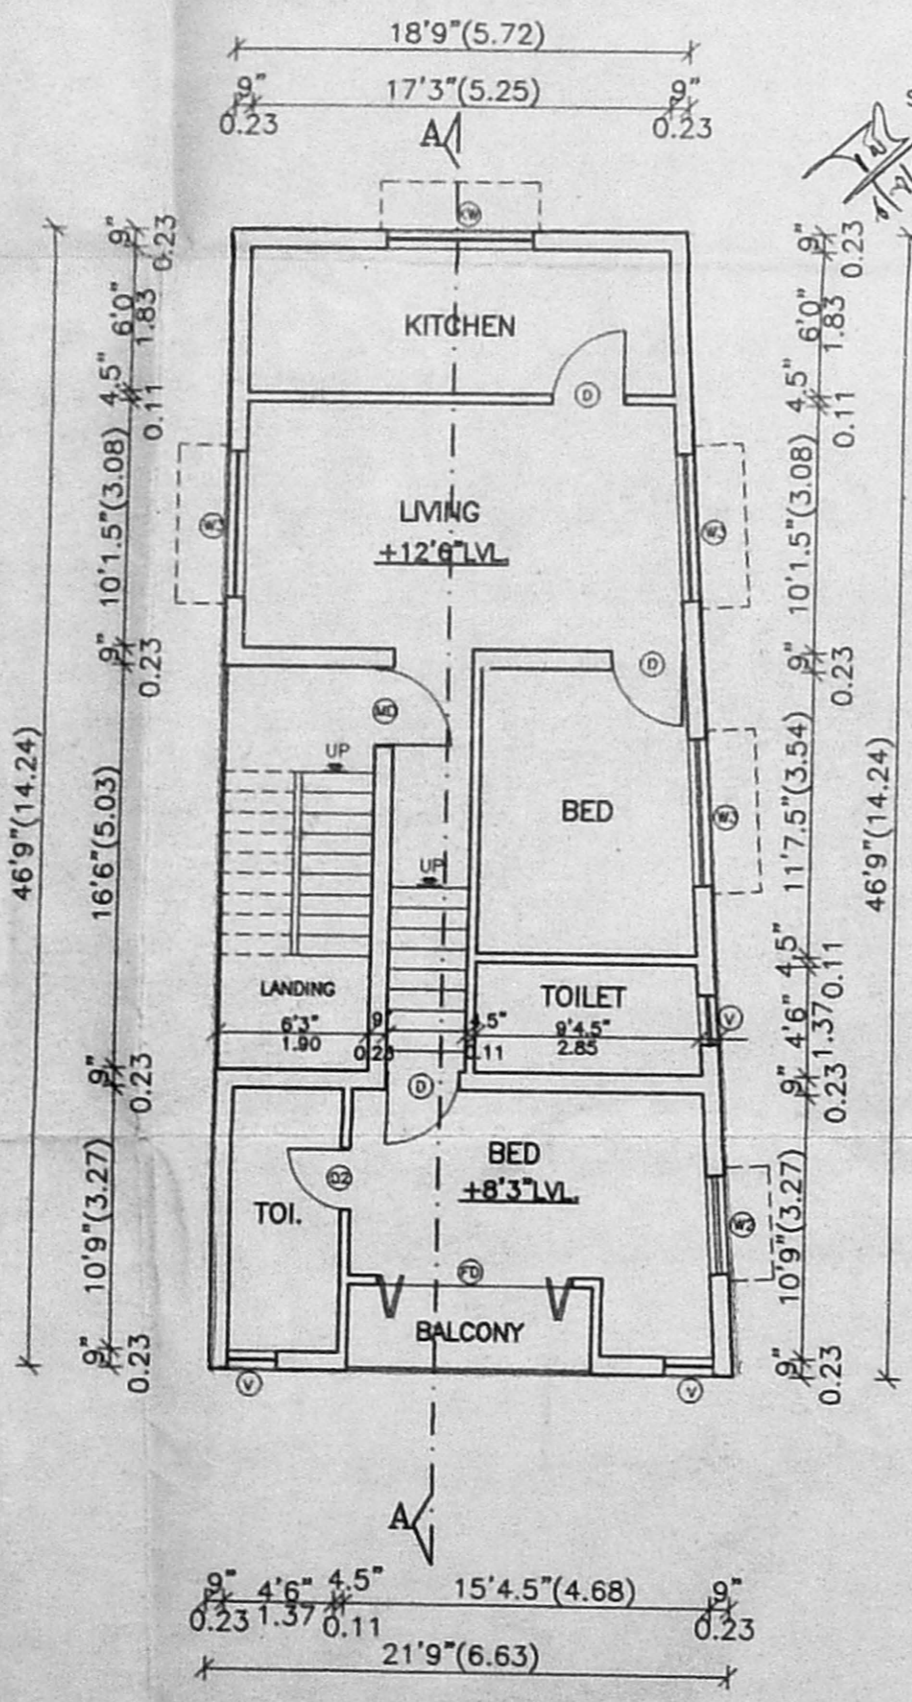 18'9"(5.72)
9" 17'3"(5.25) 9"
0.23 0.23
A
KW
9" 0.23
6'0" 1.83
4.5" 0.11
10'1.5"(3.08)
9" 0.23
16'6"(5.03)
9" 0.23
10'9"(3.27)
9" 0.23
46'9"(14.24)
KITCHEN
D
LIVING
+12'6"LVL.
D
UP
UP
BED
LANDING
6'3"
1.90
9"
0.23
4.5"
0.11
TOILET
9'4.5"
2.85
V
D
BED
+8'3"LVL.
D2
TOI.
W2
FD
BALCONY
V
V
9" 0.23
6'0" 1.83
4.5" 0.11
10'1.5"(3.08)
9" 0.23
11'7.5"(3.54)
4.5" 0.11
4'6" 1.37
9" 0.23
10'9"(3.27)
9" 0.23
46'9"(14.24)
A
9" 4'6" 4.5" 15'4.5"(4.68) 9"
0.23 1.37 0.11 0.23
21'9"(6.63)